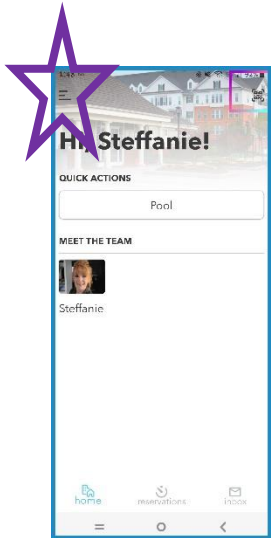 Hi, Steffanie!
QUICK ACTIONS
Pool
MEET THE TEAM
Steffanie
home
reservations
inbox